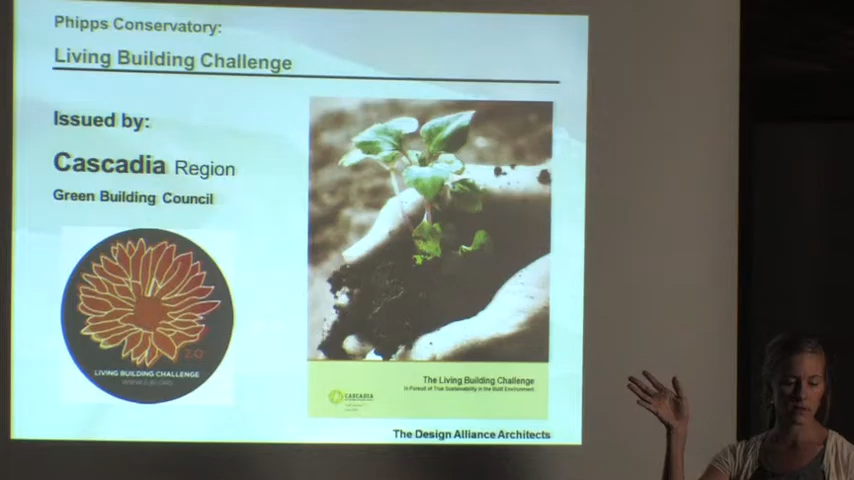 Phipps Conservatory:
Living Building Challenge
Issued by:
Cascadia Region
Green Building Council
2.0
LIVING BUILDING CHALLENGE
The Living Building Challenge
In Pursuit of True Sustainability in the Built Environment
CASCADIA
The Design Alliance Architects